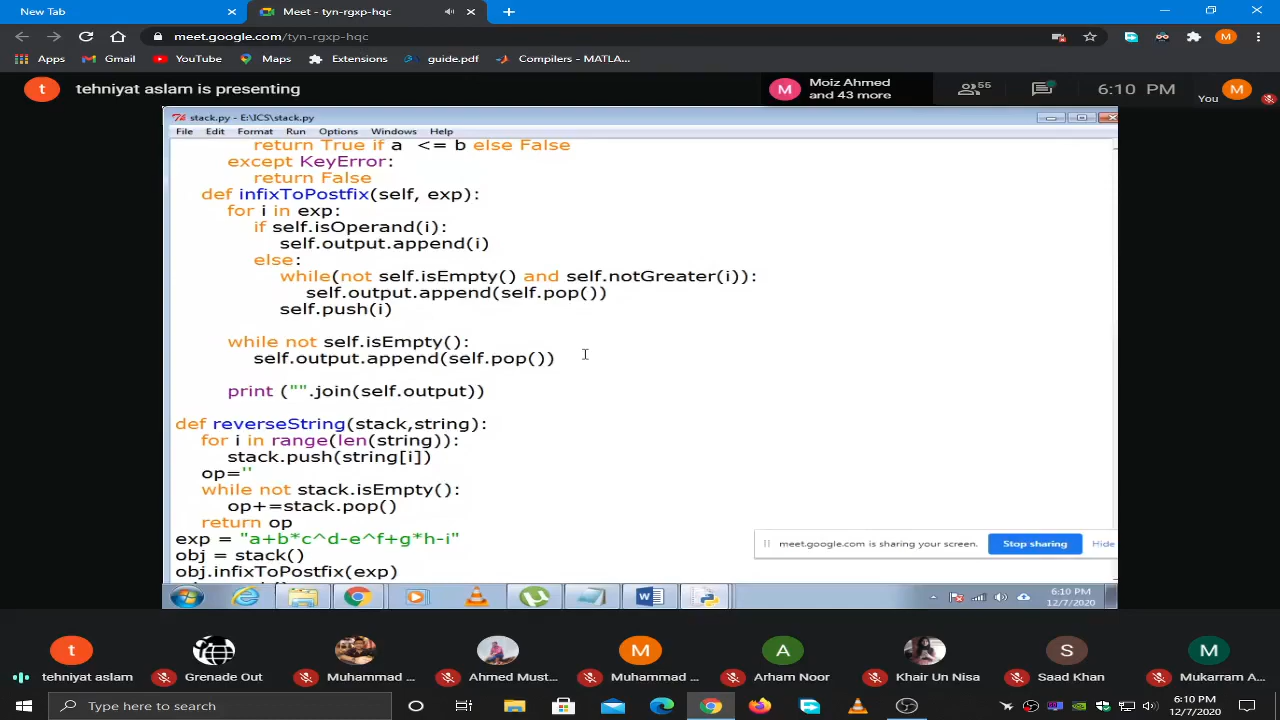 New Tab
Meet - tyn-rgxp-hqc
meet.google.com/tyn-rgxp-hqc
Apps
Gmail
YouTube
Maps
Extensions
guide.pdf
Compilers - MATLA...
t
tehniyat aslam is presenting
M
Moiz Ahmed
and 43 more
55
6:10 PM
You
M
stack.py - E:\ICS\stack.py
File Edit Format Run Options Windows Help
return True if a  <= b else False
except KeyError:
return False
def infixToPostfix(self, exp):
for i in exp:
if self.isOperand(i):
self.output.append(i)
else:
while(not self.isEmpty() and self.notGreater(i)):
self.output.append(self.pop())
self.push(i)
while not self.isEmpty():
self.output.append(self.pop())
print ("".join(self.output))
def reverseString(stack,string):
for i in range(len(string)):
stack.push(string[i])
op=''
while not stack.isEmpty():
op+=stack.pop()
return op
exp = "a+b*c^d-e^f+g*h-i"
obj = stack()
obj.infixToPostfix(exp)
meet.google.com is sharing your screen.
Stop sharing
Hide
6:10 PM
12/7/2020
t
M
A
S
M
tehniyat aslam
Grenade Out
Muhammad ...
Ahmed Must...
Muhammad ...
Arham Noor
Khair Un Nisa
Saad Khan
Mukarram A...
Type here to search
6:10 PM
12/7/2020